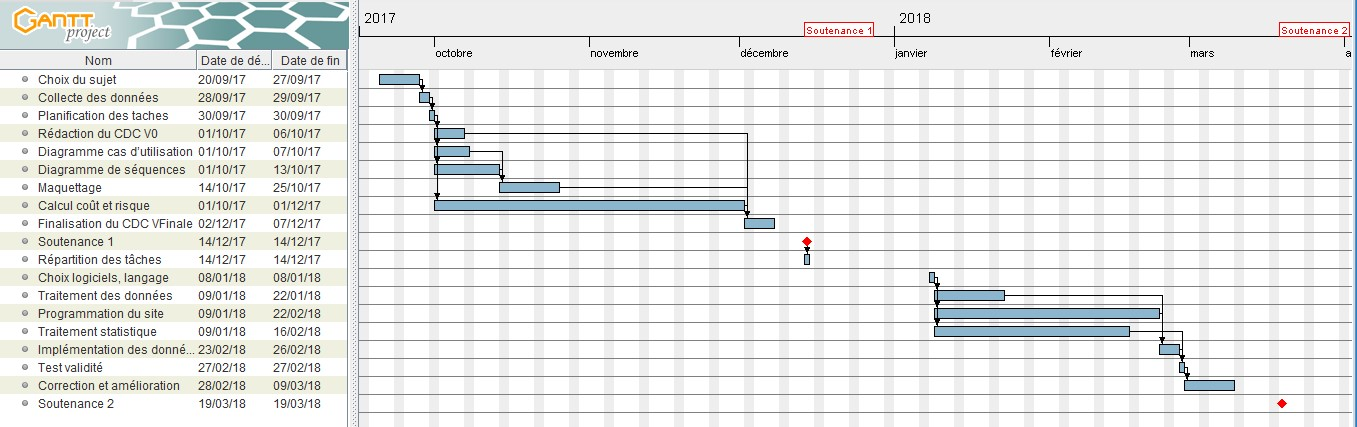 GANTT
project
2017
2018
Soutenance 1
Soutenance 2
octobre
novembre
décembre
janvier
février
mars
a
Nom
Date de dé...
Date de fin
Choix du sujet 20/09/17 27/09/17
Collecte des données 28/09/17 29/09/17
Planification des taches 30/09/17 30/09/17
Rédaction du CDC V0 01/10/17 06/10/17
Diagramme cas d'utilisation 01/10/17 07/10/17
Diagramme de séquences 01/10/17 13/10/17
Maquettage 14/10/17 25/10/17
Calcul coût et risque 01/10/17 01/12/17
Finalisation du CDC VFinale 02/12/17 07/12/17
Soutenance 1 14/12/17 14/12/17
Répartition des tâches 14/12/17 14/12/17
Choix logiciels, langage 08/01/18 08/01/18
Traitement des données 09/01/18 22/01/18
Programmation du site 09/01/18 22/02/18
Traitement statistique 09/01/18 16/02/18
Implémentation des donné... 23/02/18 26/02/18
Test validité 27/02/18 27/02/18
Correction et amélioration 28/02/18 09/03/18
Soutenance 2 19/03/18 19/03/18